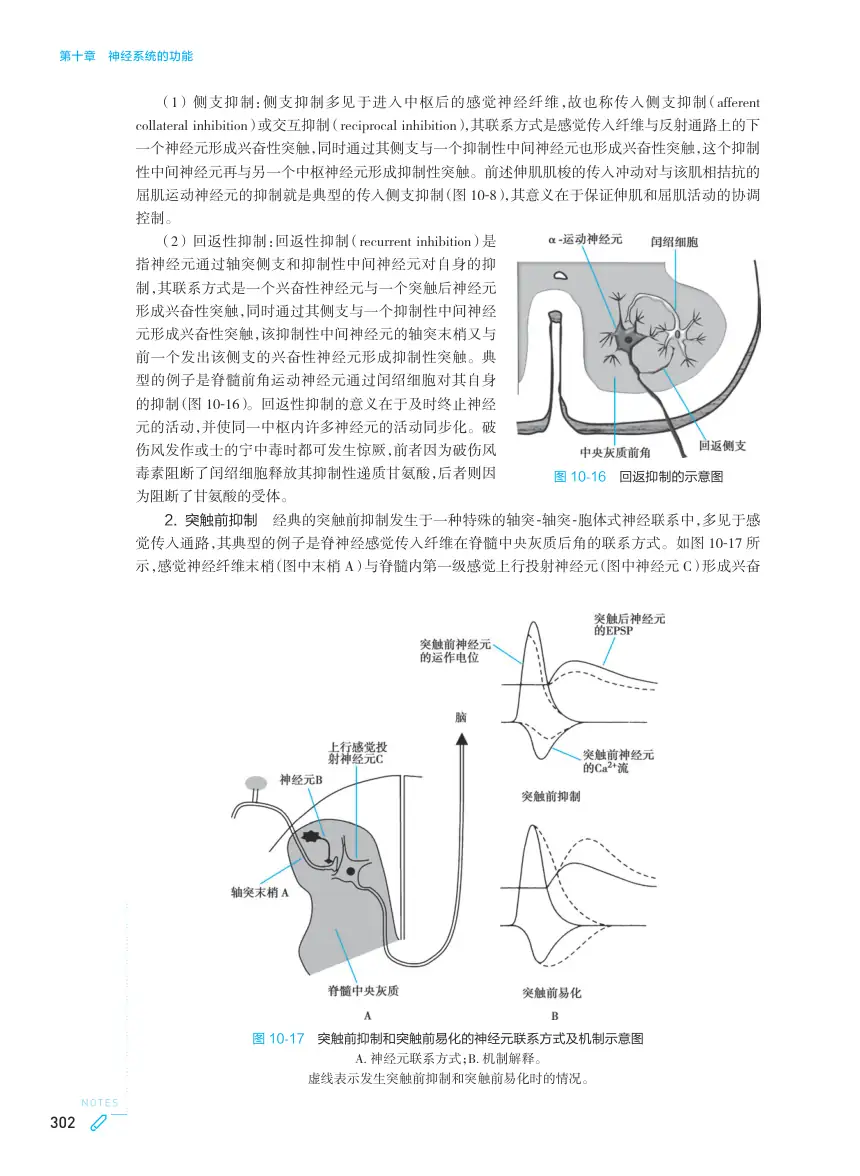 第十章 神经系统的功能
（1）侧支抑制：侧支抑制多见于进入中枢后的感觉神经纤维，故也称传入侧支抑制（afferent
collateral inhibition）或交互抑制（reciprocal inhibition），其联系方式是感觉传入纤维与反射通路上的下
一个神经元形成兴奋性突触，同时通过其侧支与一个抑制性中间神经元也形成兴奋性突触，这个抑制
性中间神经元再与另一个中枢神经元形成抑制性突触。前述伸肌肌梭的传入冲动对与该肌相拮抗的
屈肌运动神经元的抑制就是典型的传入侧支抑制（图 10-8），其意义在于保证伸肌和屈肌活动的协调
控制。
（2）回返性抑制：回返性抑制（recurrent inhibition）是
指神经元通过轴突侧支和抑制性中间神经元对自身的抑
制，其联系方式是一个兴奋性神经元与一个突触后神经元
形成兴奋性突触，同时通过其侧支与一个抑制性中间神经
元形成兴奋性突触，该抑制性中间神经元的轴突末梢又与
前一个发出该侧支的兴奋性神经元形成抑制性突触。典
型的例子是脊髓前角运动神经元通过闰绍细胞对其自身
的抑制（图 10-16）。回返性抑制的意义在于及时终止神经
元的活动，并使同一中枢内许多神经元的活动同步化。破
伤风发作或士的宁中毒时都可发生惊厥，前者因为破伤风
毒素阻断了闰绍细胞释放其抑制性递质甘氨酸，后者则因
为阻断了甘氨酸的受体。
α-运动神经元
闰绍细胞
中央灰质前角
回返侧支
图 10-16 回返抑制的示意图
2. 突触前抑制 经典的突触前抑制发生于一种特殊的轴突-轴突-胞体式神经联系中，多见于感
觉传入通路，其典型的例子是脊神经感觉传入纤维在脊髓中央灰质后角的联系方式。如图 10-17 所
示，感觉神经纤维末梢（图中末梢 A）与脊髓内第一级感觉上行投射神经元（图中神经元 C）形成兴奋
脑
上行感觉投
射神经元C
神经元B
轴突末梢 A
脊髓中央灰质
A
突触前神经元
的运作电位
突触后神经元
的EPSP
突触前神经元
的Ca²⁺流
突触前抑制
突触前易化
B
图 10-17 突触前抑制和突触前易化的神经元联系方式及机制示意图
A. 神经元联系方式；B. 机制解释。
虚线表示发生突触前抑制和突触前易化时的情况。
NOTES
302